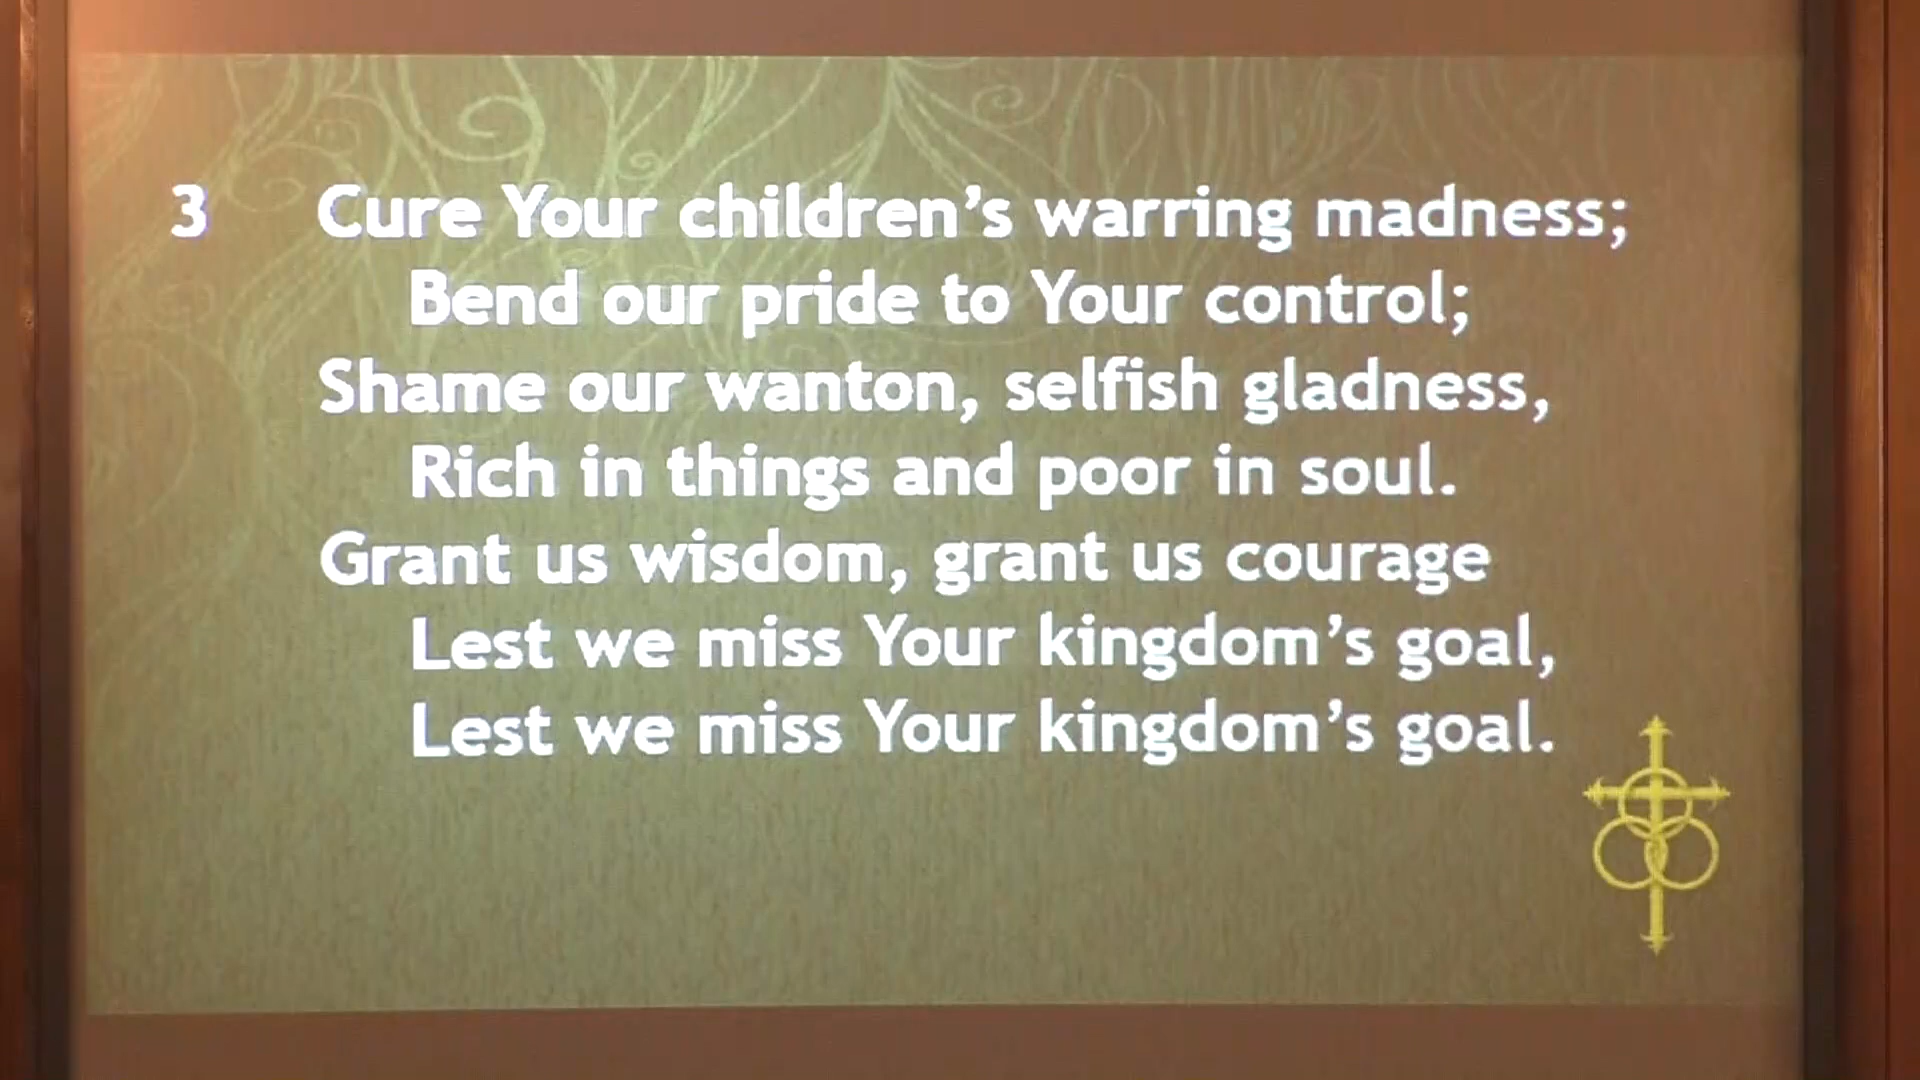 3 Cure Your children’s warring madness;
Bend our pride to Your control;
Shame our wanton, selfish gladness,
Rich in things and poor in soul.
Grant us wisdom, grant us courage
Lest we miss Your kingdom’s goal,
Lest we miss Your kingdom’s goal.